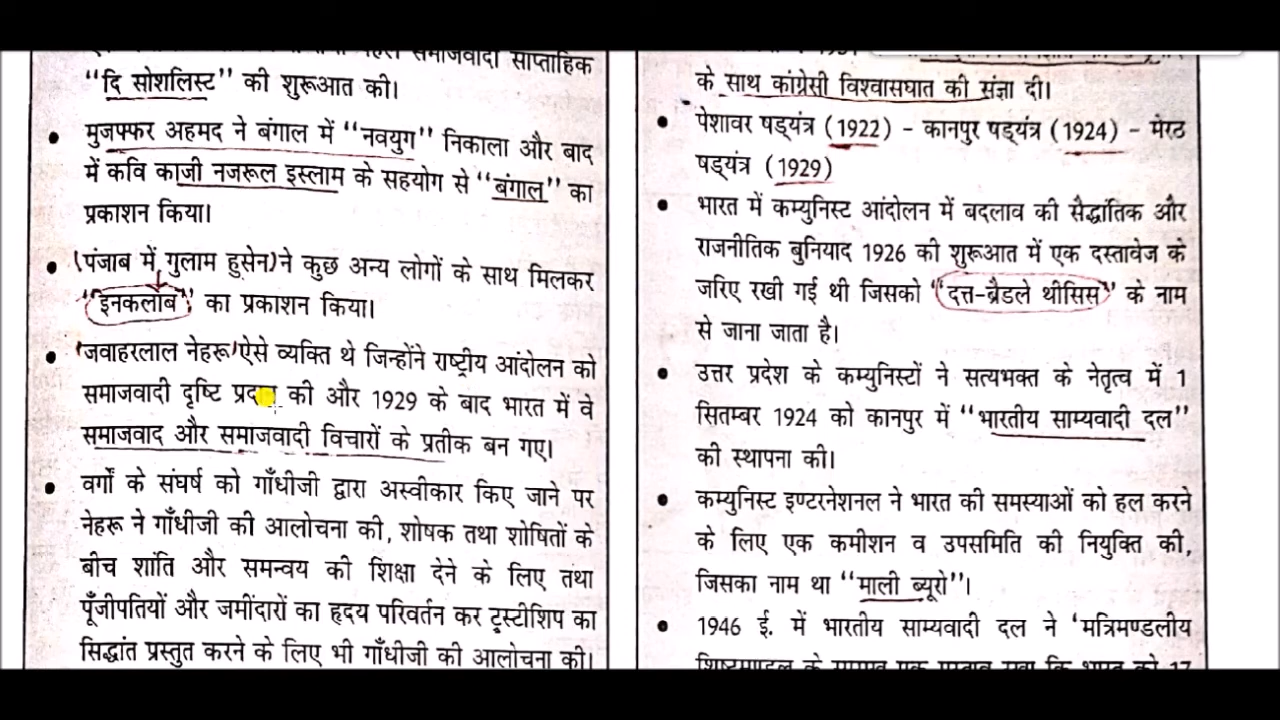 समाजवादी साप्ताहिक
"दि सोशलिस्ट" की शुरूआत की।
• मुजफ्फर अहमद ने बंगाल में "नवयुग" निकाला और बाद
में कवि काजी नजरूल इस्लाम के सहयोग से "बंगाल" का
प्रकाशन किया।
• (पंजाब में गुलाम हुसेन) ने कुछ अन्य लोगों के साथ मिलकर
"इनकलाब" का प्रकाशन किया।
• जवाहरलाल नेहरू ऐसे व्यक्ति थे जिन्होंने राष्ट्रीय आंदोलन को
समाजवादी दृष्टि की और 1929 के बाद भारत में वे
समाजवाद और समाजवादी विचारों के प्रतीक बन गए।
• वर्गों के संघर्ष को गाँधीजी द्वारा अस्वीकार किए जाने पर
नेहरू ने गाँधीजी की आलोचना की, शोषक तथा शोषितों के
बीच शांति और समन्वय की शिक्षा देने के लिए तथा
पूँजीपतियों और जमींदारों का हृदय परिवर्तन कर ट्रस्टीशिप का
सिद्धांत प्रस्तुत करने के लिए भी गाँधीजी की आलोचना की।
के साथ कांग्रेसी विश्वासघात की संज्ञा दी।
• पेशावर षड्यंत्र (1922) - कानपुर षड्यंत्र (1924) - मेरठ
षड्यंत्र (1929)
• भारत में कम्युनिस्ट आंदोलन में बदलाव की सैद्धांतिक और
राजनीतिक बुनियाद 1926 की शुरूआत में एक दस्तावेज के
जरिए रखी गई थी जिसको "दत्त-ब्रैडले थीसिस" के नाम
से जाना जाता है।
• उत्तर प्रदेश के कम्युनिस्टों ने सत्यभक्त के नेतृत्व में 1
सितम्बर 1924 को कानपुर में "भारतीय साम्यवादी दल"
की स्थापना की।
• कम्युनिस्ट इण्टरनेशनल ने भारत की समस्याओं को हल करने
के लिए एक कमीशन व उपसमिति की नियुक्ति की,
जिसका नाम था "माली ब्यूरो"।
• 1946 ई. में भारतीय साम्यवादी दल ने 'मत्रिमण्डलीय